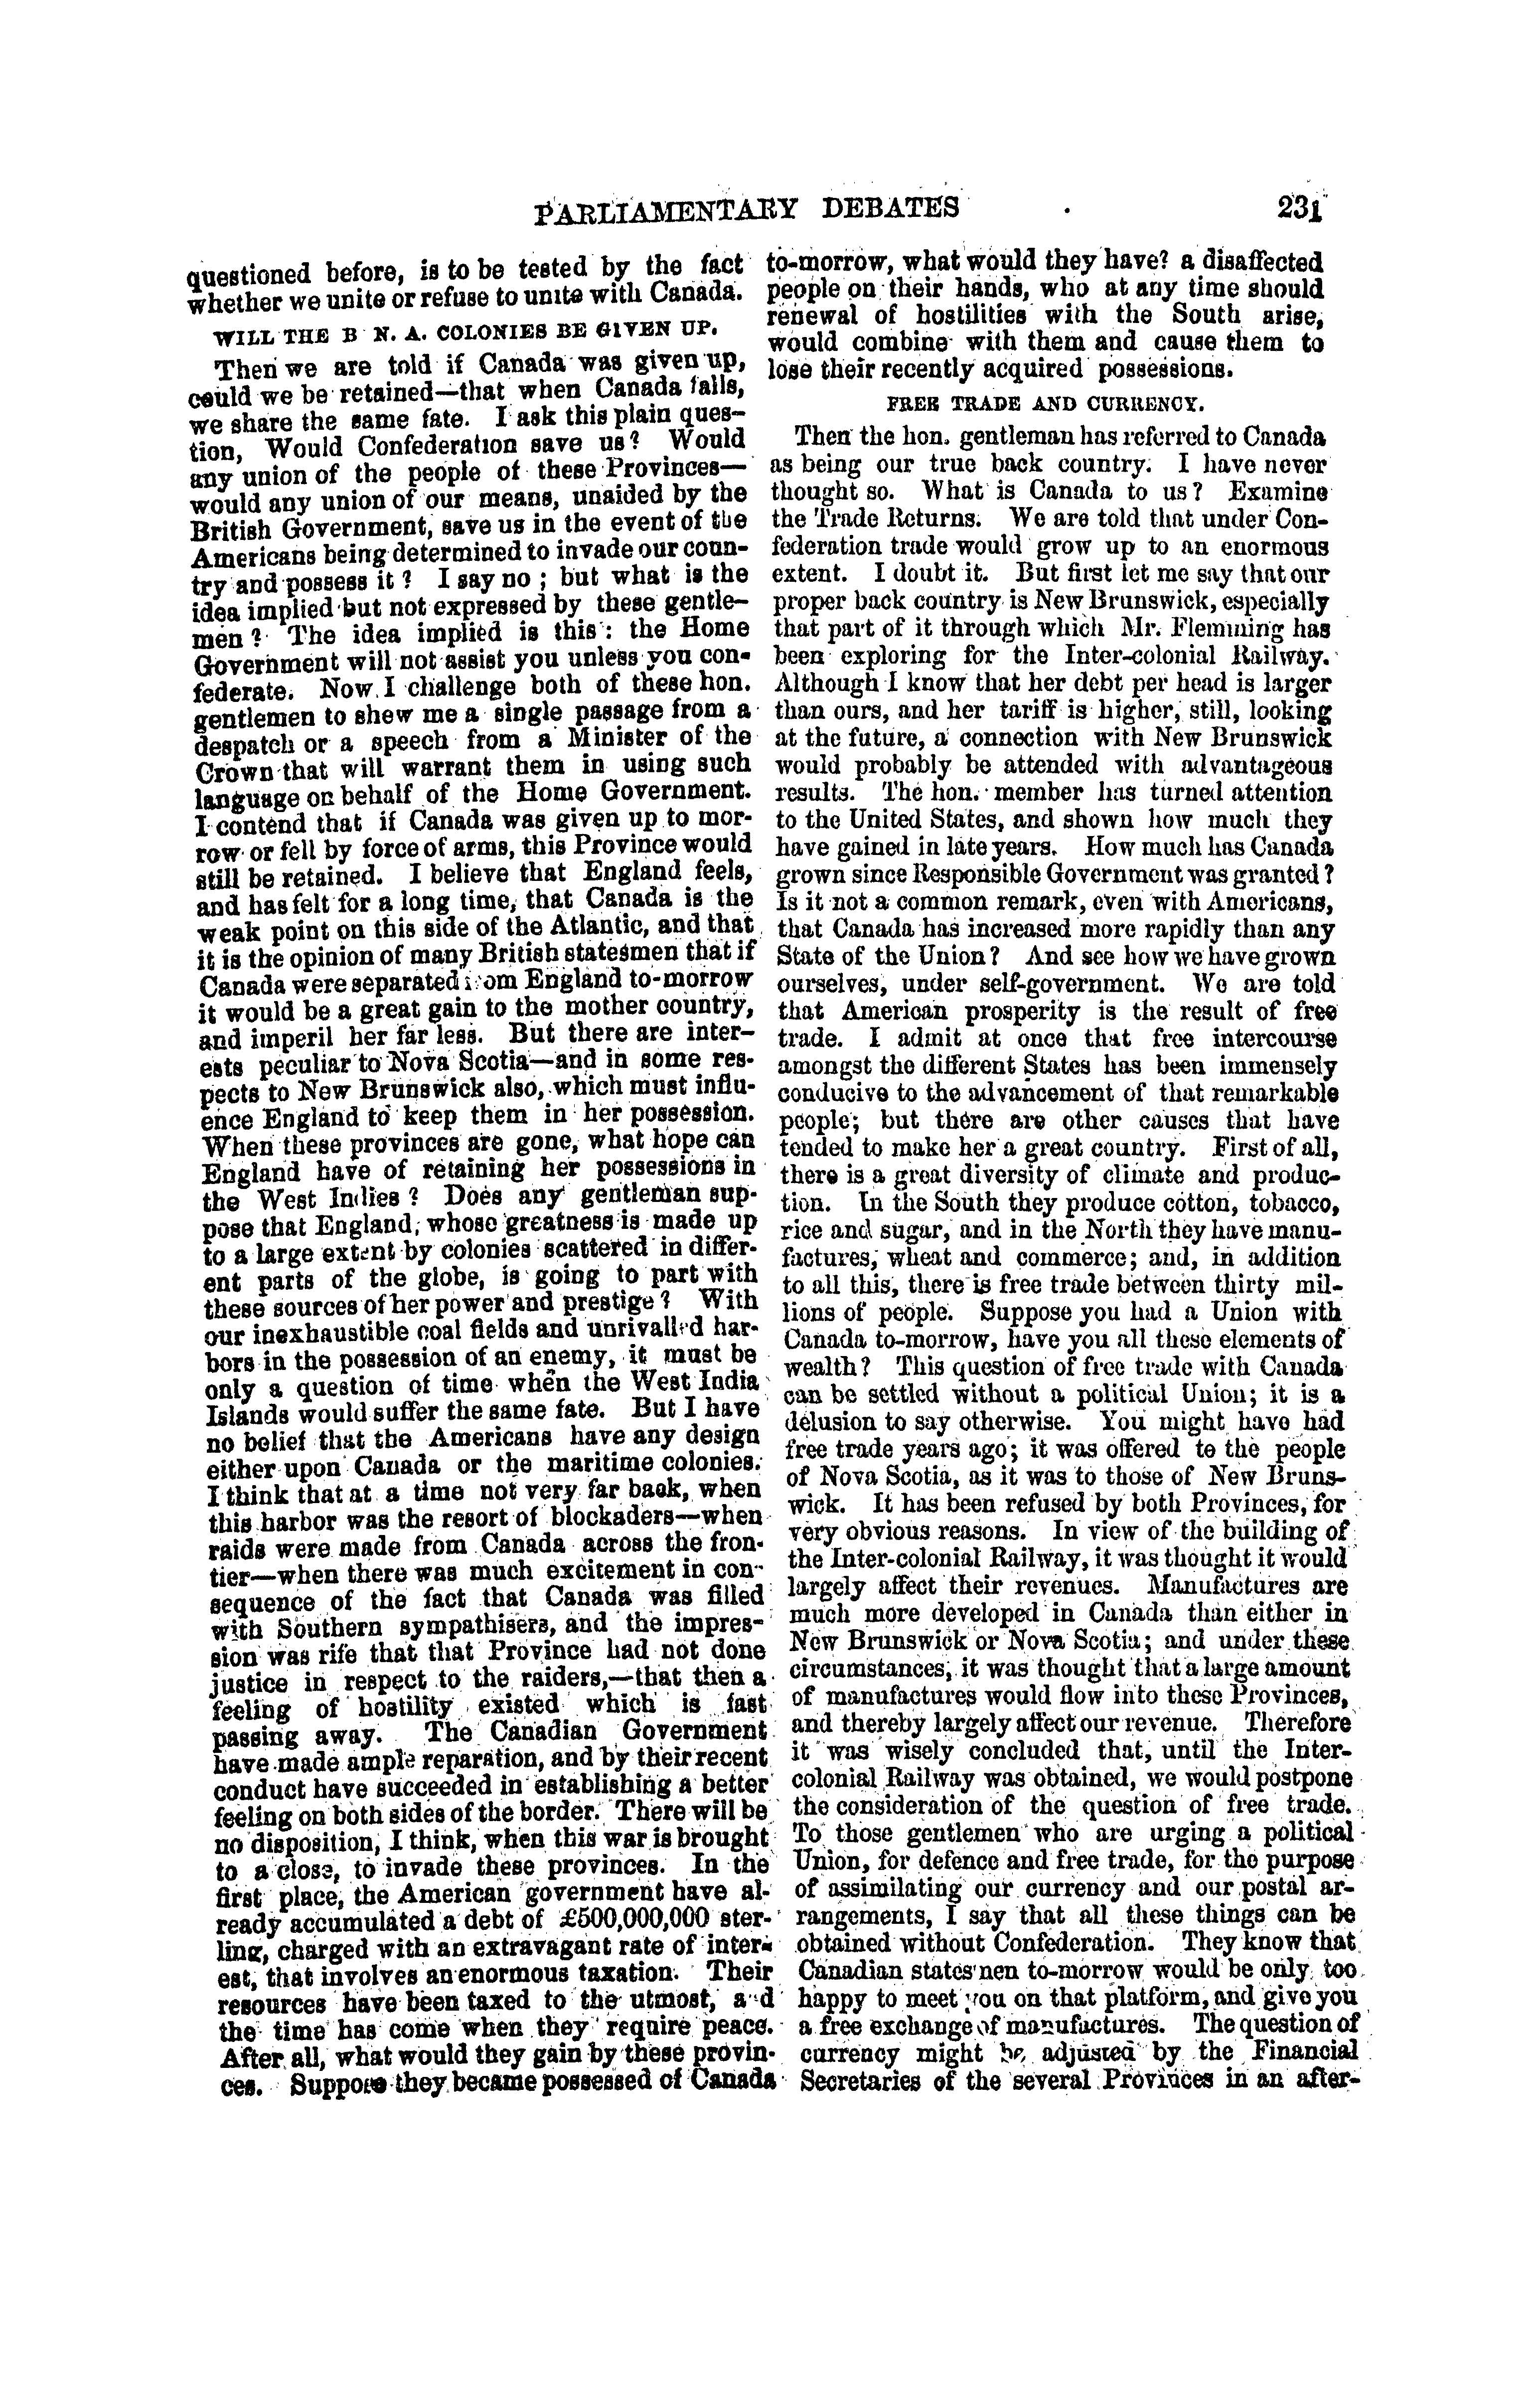 PARLIAMENTARY DEBATES 231
questioned before, is to be tested by the fact
whether we unite or refuse to unite with Canada.
WILL THE B N. A. COLONIES BE GIVEN UP.
Then we are told if Canada was given up,
could we be retained—that when Canada falls,
we share the same fate. I ask this plain ques-
tion, Would Confederation save us? Would
any union of the people of these Provinces—
would any union of our means, unaided by the
British Government, save us in the event of the
Americans being determined to invade our coun-
try and possess it? I say no; but what is the
idea implied but not expressed by these gentle-
men? The idea implied is this: the Home
Government will not assist you unless you con-
federate. Now I challenge both of these hon.
gentlemen to shew me a single passage from a
despatch or a speech from a Minister of the
Crown that will warrant them in using such
language on behalf of the Home Government.
I contend that if Canada was given up to mor-
row or fell by force of arms, this Province would
still be retained. I believe that England feels,
and has felt for a long time, that Canada is the
weak point on this side of the Atlantic, and that
it is the opinion of many British statesmen that if
Canada were separated from England to-morrow
it would be a great gain to the mother country,
and imperil her far less. But there are inter-
ests peculiar to Nova Scotia—and in some res-
pects to New Brunswick also, which must influ-
ence England to keep them in her possession.
When these provinces are gone, what hope can
England have of retaining her possessions in
the West Indies? Does any gentleman sup-
pose that England, whose greatness is made up
to a large extent by colonies scattered in differ-
ent parts of the globe, is going to part with
these sources of her power and prestige? With
our inexhaustible coal fields and unrivalled har-
bors in the possession of an enemy, it must be
only a question of time when the West India
Islands would suffer the same fate. But I have
no belief that the Americans have any design
either upon Canada or the maritime colonies.
I think that at a time not very far back, when
this harbor was the resort of blockaders—when
raids were made from Canada across the fron-
tier—when there was much excitement in con-
sequence of the fact that Canada was filled
with Southern sympathisers, and the impres-
sion was rife that that Province had not done
justice in respect to the raiders,—that then a
feeling of hostility existed which is fast
passing away. The Canadian Government
have made ample reparation, and by their recent
conduct have succeeded in establishing a better
feeling on both sides of the border. There will be
no disposition, I think, when this war is brought
to a close, to invade these provinces. In the
first place, the American government have al-
ready accumulated a debt of £500,000,000 ster-
ling, charged with an extravagant rate of inter-
est, that involves an enormous taxation. Their
resources have been taxed to the utmost, and
the time has come when they require peace.
After all, what would they gain by these provin-
ces. Suppose they became possessed of Canada
to-morrow, what would they have? a disaffected
people on their hands, who at any time should
renewal of hostilities with the South arise,
would combine with them and cause them to
lose their recently acquired possessions.
FREE TRADE AND CURRENCY.
Then the hon. gentleman has referred to Canada
as being our true back country. I have never
thought so. What is Canada to us? Examine
the Trade Returns. We are told that under Con-
federation trade would grow up to an enormous
extent. I doubt it. But first let me say that our
proper back country is New Brunswick, especially
that part of it through which Mr. Flemming has
been exploring for the Inter-colonial Railway.
Although I know that her debt per head is larger
than ours, and her tariff is higher, still, looking
at the future, a connection with New Brunswick
would probably be attended with advantageous
results. The hon. member has turned attention
to the United States, and shown how much they
have gained in late years. How much has Canada
grown since Responsible Government was granted?
Is it not a common remark, even with Americans,
that Canada has increased more rapidly than any
State of the Union? And see how we have grown
ourselves, under self-government. We are told
that American prosperity is the result of free
trade. I admit at once that free intercourse
amongst the different States has been immensely
conducive to the advancement of that remarkable
people; but there are other causes that have
tended to make her a great country. First of all,
there is a great diversity of climate and produc-
tion. In the South they produce cotton, tobacco,
rice and sugar, and in the North they have manu-
factures, wheat and commerce; and, in addition
to all this, there is free trade between thirty mil-
lions of people. Suppose you had a Union with
Canada to-morrow, have you all these elements of
wealth? This question of free trade with Canada
can be settled without a political Union; it is a
delusion to say otherwise. You might have had
free trade years ago; it was offered to the people
of Nova Scotia, as it was to those of New Bruns-
wick. It has been refused by both Provinces, for
very obvious reasons. In view of the building of
the Inter-colonial Railway, it was thought it would
largely affect their revenues. Manufactures are
much more developed in Canada than either in
New Brunswick or Nova Scotia; and under these
circumstances, it was thought that a large amount
of manufactures would flow into these Provinces,
and thereby largely affect our revenue. Therefore
it was wisely concluded that, until the Inter-
colonial Railway was obtained, we would postpone
the consideration of the question of free trade.
To those gentlemen who are urging a political
Union, for defence and free trade, for the purpose
of assimilating our currency and our postal ar-
rangements, I say that all these things can be
obtained without Confederation. They know that
Canadian statesmen to-morrow would be only too
happy to meet you on that platform, and give you
a free exchange of manufactures. The question of
currency might be adjusted by the Financial
Secretaries of the several Provinces in an after-